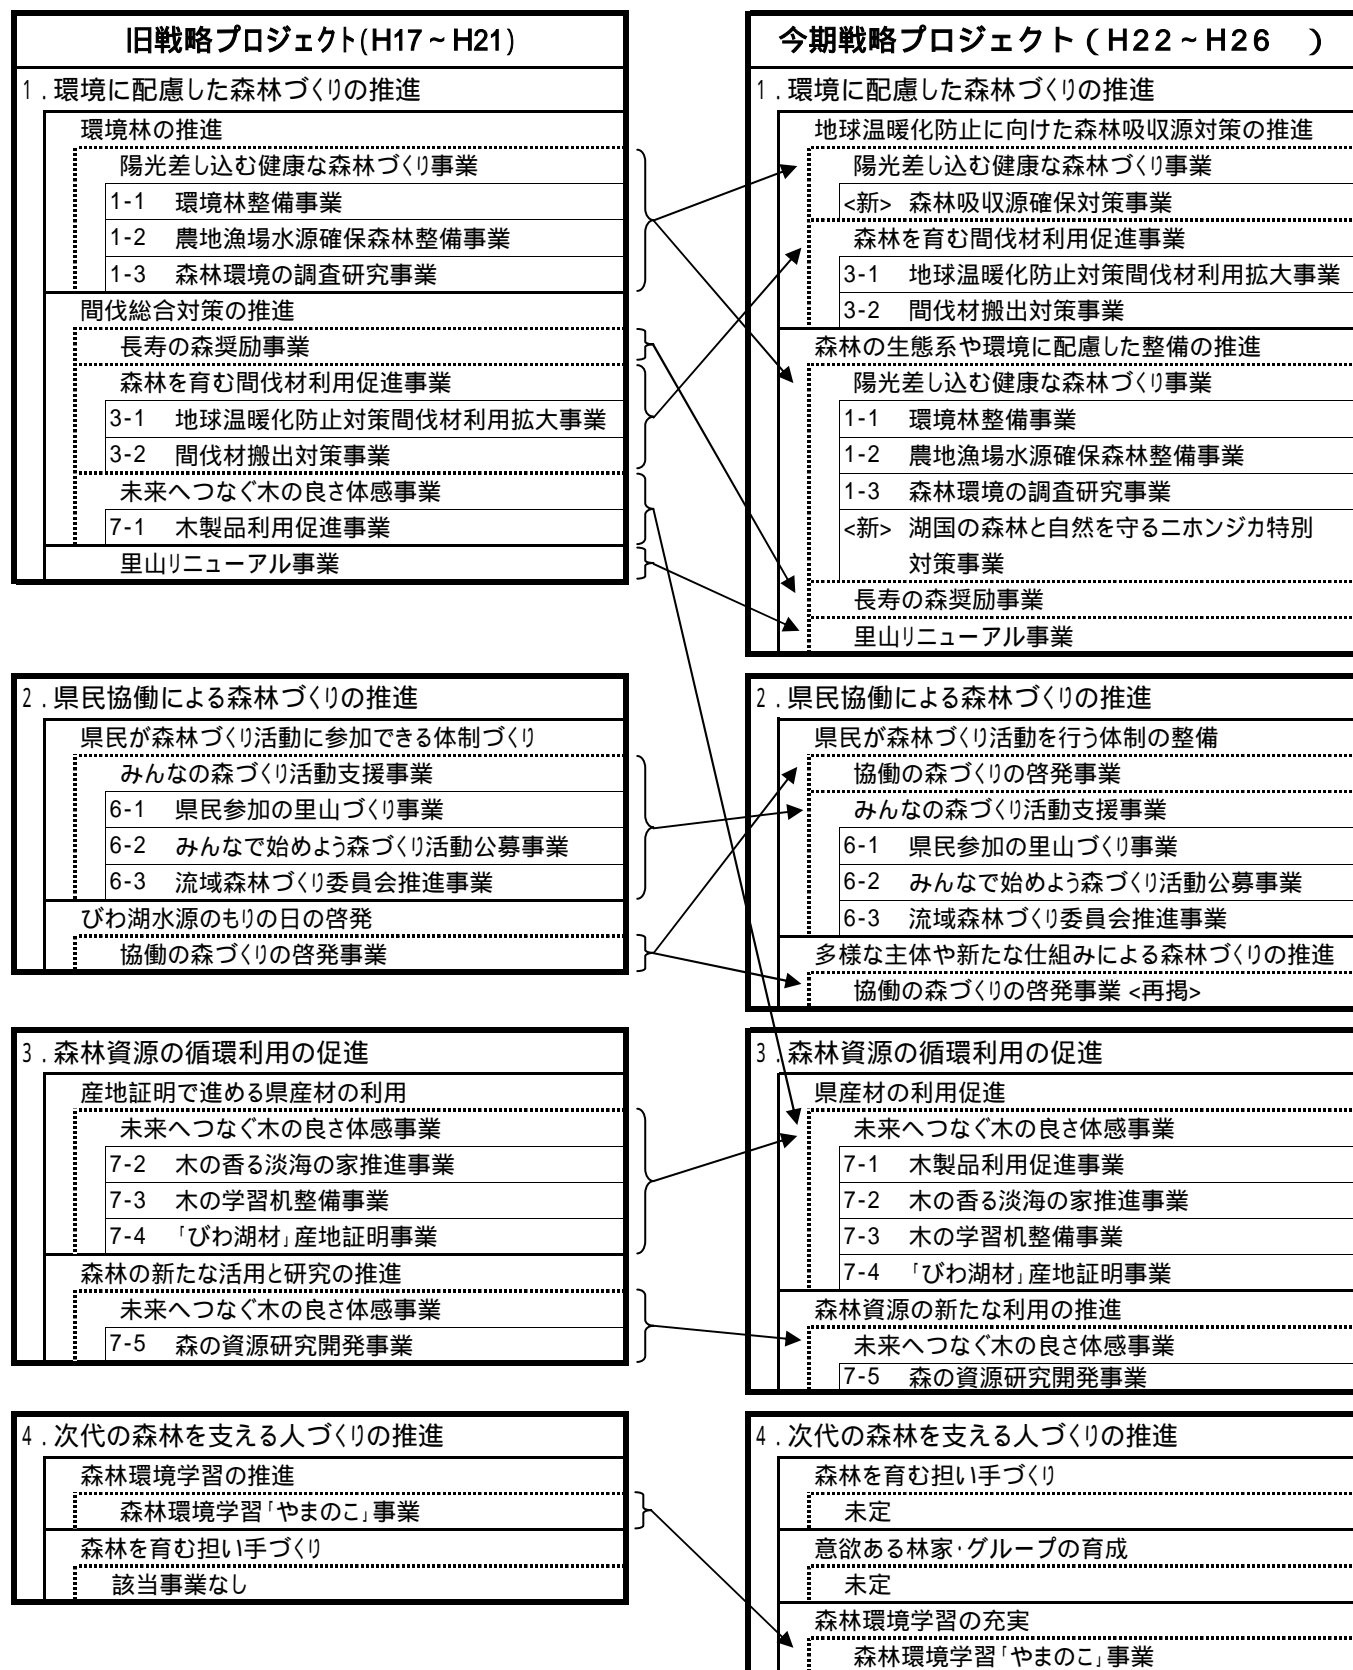 旧戦略プロジェクト(H17～H21)
1．環境に配慮した森林づくりの推進
環境林の推進
陽光差し込む健康な森林づくり事業
1-1 環境林整備事業
1-2 農地漁場水源確保森林整備事業
1-3 森林環境の調査研究事業
間伐総合対策の推進
長寿の森奨励事業
森林を育む間伐材利用促進事業
3-1 地球温暖化防止対策間伐材利用拡大事業
3-2 間伐材搬出対策事業
未来へつなぐ木の良さ体感事業
7-1 木製品利用促進事業
里山リニューアル事業
2．県民協働による森林づくりの推進
県民が森林づくり活動に参加できる体制づくり
みんなの森づくり活動支援事業
6-1 県民参加の里山づくり事業
6-2 みんなで始めよう森づくり活動公募事業
6-3 流域森林づくり委員会推進事業
びわ湖水源のもりの日の啓発
協働の森づくりの啓発事業
3．森林資源の循環利用の促進
産地証明で進める県産材の利用
未来へつなぐ木の良さ体感事業
7-2 木の香る淡海の家推進事業
7-3 木の学習机整備事業
7-4 「びわ湖材」産地証明事業
森林の新たな活用と研究の推進
未来へつなぐ木の良さ体感事業
7-5 森の資源研究開発事業
4．次代の森林を支える人づくりの推進
森林環境学習の推進
森林環境学習「やまのこ」事業
森林を育む担い手づくり
該当事業なし
今期戦略プロジェクト（H22～H26　）
1．環境に配慮した森林づくりの推進
地球温暖化防止に向けた森林吸収源対策の推進
陽光差し込む健康な森林づくり事業
<新> 森林吸収源確保対策事業
森林を育む間伐材利用促進事業
3-1 地球温暖化防止対策間伐材利用拡大事業
3-2 間伐材搬出対策事業
森林の生態系や環境に配慮した整備の推進
陽光差し込む健康な森林づくり事業
1-1 環境林整備事業
1-2 農地漁場水源確保森林整備事業
1-3 森林環境の調査研究事業
<新> 湖国の森林と自然を守るニホンジカ特別
対策事業
長寿の森奨励事業
里山リニューアル事業
2．県民協働による森林づくりの推進
県民が森林づくり活動を行う体制の整備
協働の森づくりの啓発事業
みんなの森づくり活動支援事業
6-1 県民参加の里山づくり事業
6-2 みんなで始めよう森づくり活動公募事業
6-3 流域森林づくり委員会推進事業
多様な主体や新たな仕組みによる森林づくりの推進
協働の森づくりの啓発事業 <再掲>
3．森林資源の循環利用の促進
県産材の利用促進
未来へつなぐ木の良さ体感事業
7-1 木製品利用促進事業
7-2 木の香る淡海の家推進事業
7-3 木の学習机整備事業
7-4 「びわ湖材」産地証明事業
森林資源の新たな利用の推進
未来へつなぐ木の良さ体感事業
7-5 森の資源研究開発事業
4．次代の森林を支える人づくりの推進
森林を育む担い手づくり
未定
意欲ある林家・グループの育成
未定
森林環境学習の充実
森林環境学習「やまのこ」事業